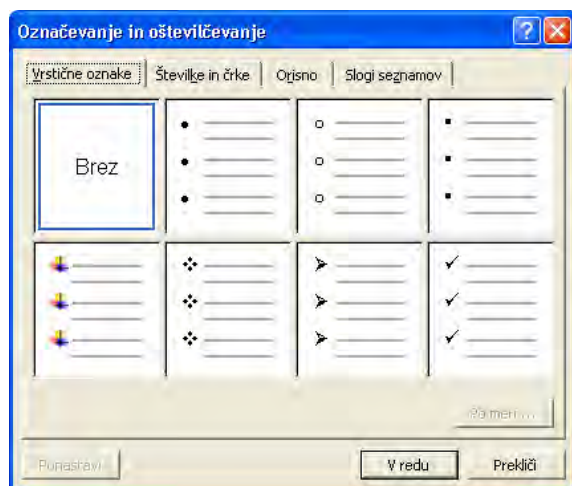 Označevanje in oštevilčevanje
Vrstične oznake
Številke in črke
Orisno
Slogi seznamov
Brez
Po meri...
Ponastavi
V redu
Prekliči